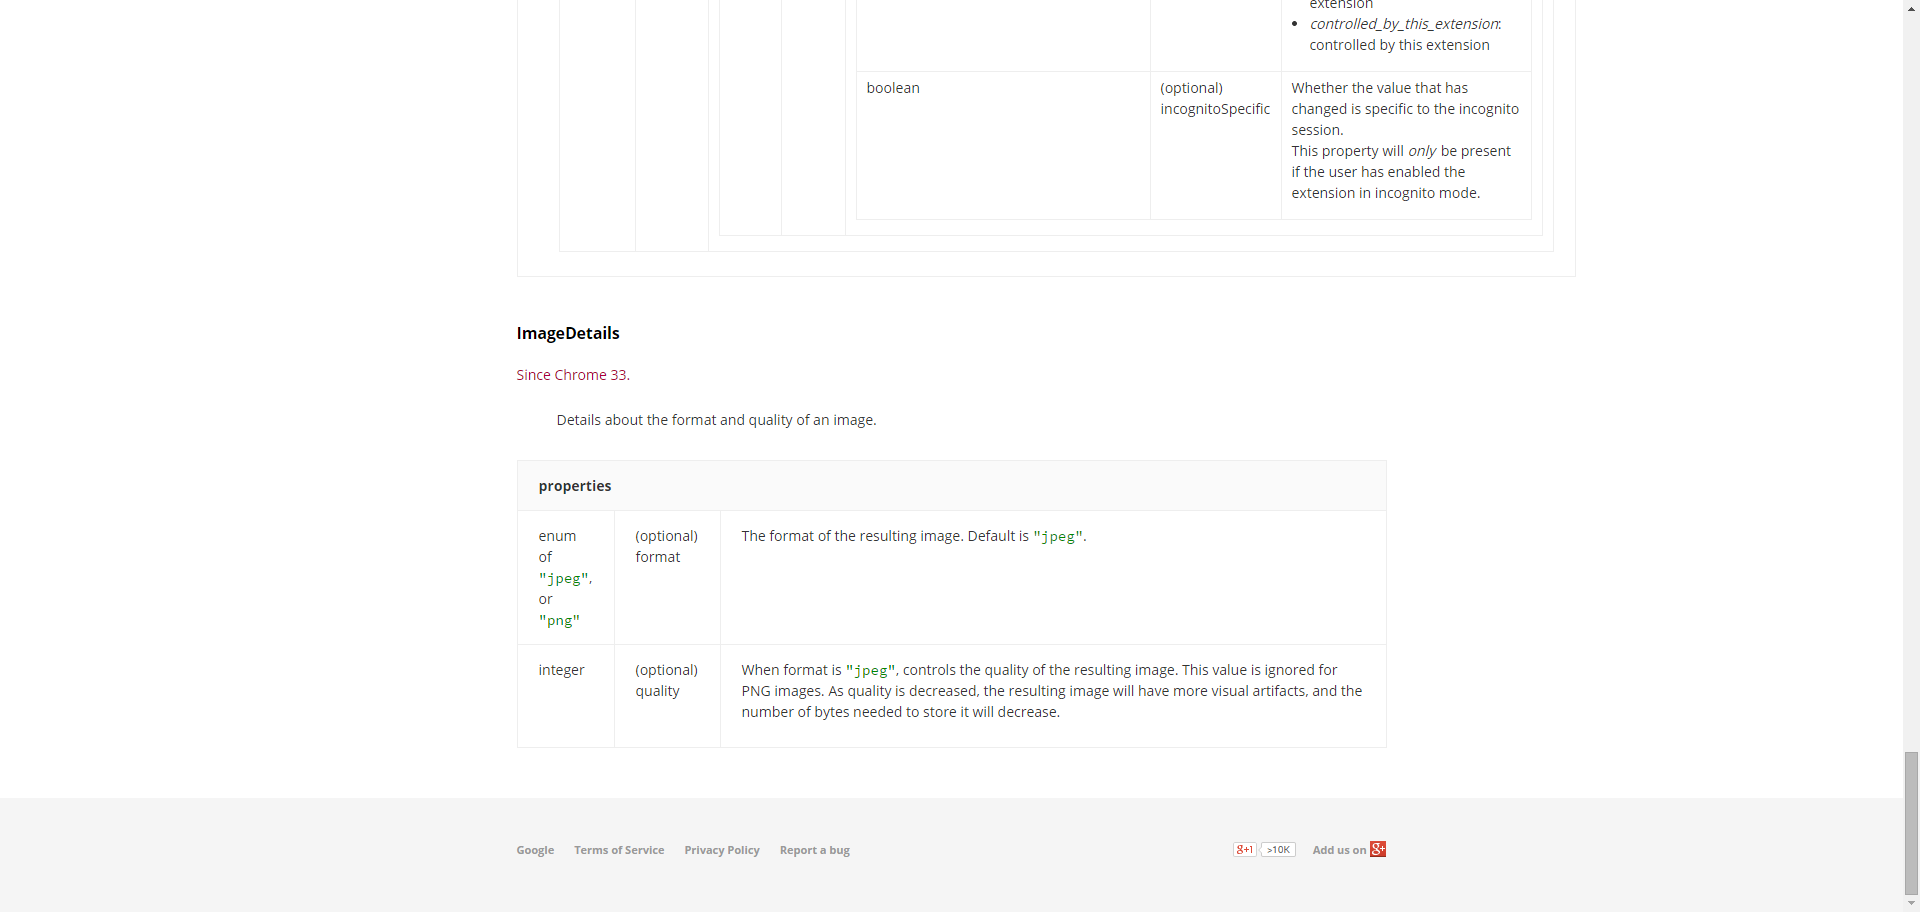 extension
controlled_by_this_extension:
controlled by this extension
boolean
(optional)
incognitoSpecific
Whether the value that has
changed is specific to the incognito
session.
This property will only be present
if the user has enabled the
extension in incognito mode.
ImageDetails
Since Chrome 33.
Details about the format and quality of an image.
properties
enum
of
"jpeg",
or
"png"
(optional)
format
The format of the resulting image. Default is "jpeg".
integer
(optional)
quality
When format is "jpeg", controls the quality of the resulting image. This value is ignored for
PNG images. As quality is decreased, the resulting image will have more visual artifacts, and the
number of bytes needed to store it will decrease.
Google Terms of Service Privacy Policy Report a bug
g+1 >10K Add us on g+